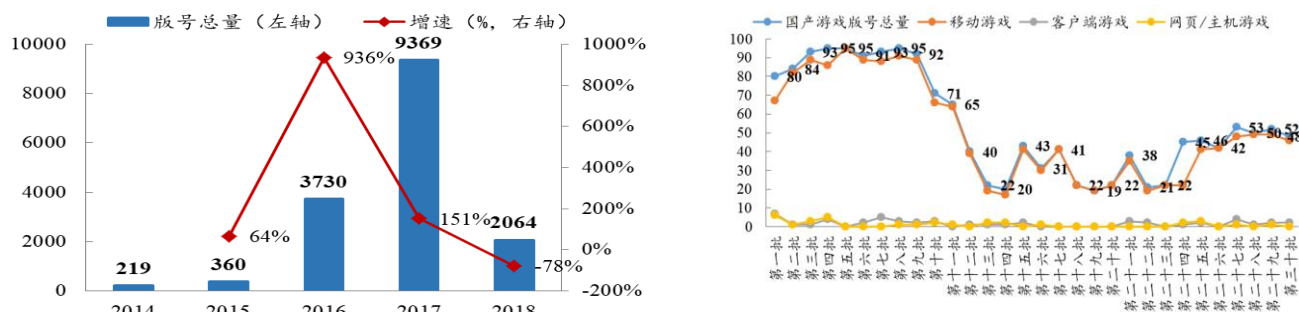 版号总量（左轴）
增速（%，右轴）
10000
8000
6000
4000
2000
0
1000%
800%
600%
400%
200%
0%
-200%
219
360
3730
9369
2064
64%
936%
151%
-78%
2014
2015
2016
2017
2018
国产游戏版号总量
移动游戏
客户端游戏
网页/主机游戏
100
90
80
70
60
50
40
30
20
10
0
80
84
93
95
95
91
93
95
92
71
65
40
22
20
43
31
41
22
19
22
38
21
22
45
46
42
53
50
52
48
第一批
第二批
第三批
第四批
第五批
第六批
第七批
第八批
第九批
第十批
第十一批
第十二批
第十三批
第十四批
第十五批
第十六批
第十七批
第十八批
第十九批
第二十批
第二十一批
第二十二批
第二十三批
第二十四批
第二十五批
第二十六批
第二十七批
第二十八批
第二十九批
第三十批